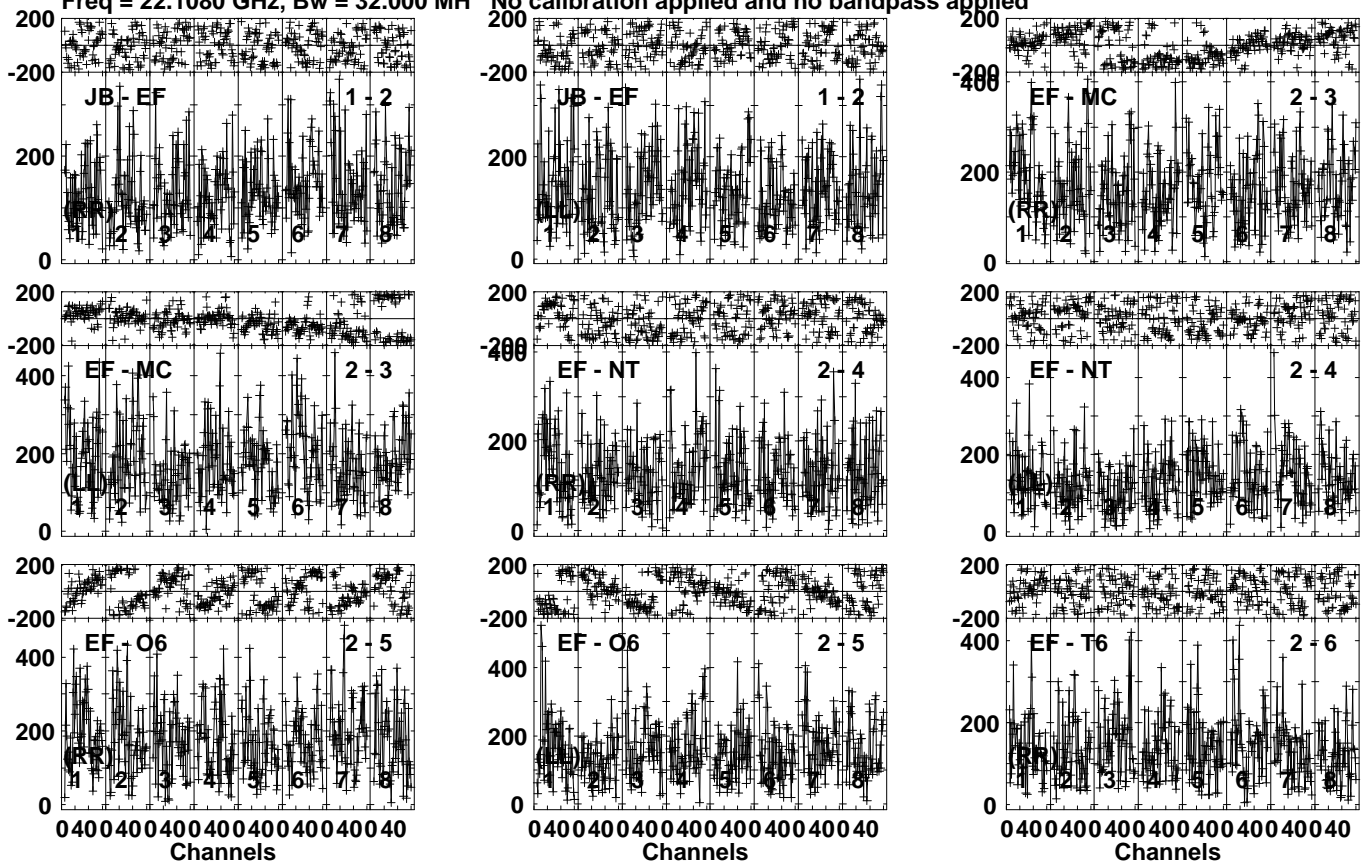 Freq = 22.1080 GHz, Bw = 32.000 MH No calibration applied and no bandpass applied
200 200 200
-200 -200 -200
400
JB - EF 1 - 2 JB - EF 1 - 2 EF - MC 2 - 3
200 200 200
(RR) (LL) (RR)
1 2 3 4 5 6 7 8 1 2 3 4 5 6 7 8 1 2 3 4 5 6 7 8
0 0 0
200 200 200
-200 -200 -200
400 400 400
EF - MC 2 - 3 EF - NT 2 - 4 EF - NT 2 - 4
200 200 200
(LL) (RR) (LL)
1 2 3 4 5 6 7 8 1 2 3 4 5 6 7 8 1 2 3 4 5 6 7 8
0 0 0
200 200 200
-200 -200 -200
EF - O6 2 - 5 EF - O6 2 - 5 EF - T6 2 - 6
400 400 400
200 200 200
(RR) (LL) (RR)
1 2 3 4 5 6 7 8 1 2 3 4 5 6 7 8 1 2 3 4 5 6 7 8
0 0 0
0 40 0 40 0 40 0 40 0 40 0 40 0 40 0 40 0 40 0 40 0 40 0 40 0 40 0 40 0 40 0 40 0 40 0 40 0 40 0 40 0 40 0 40 0 40 0 40
Channels Channels Channels